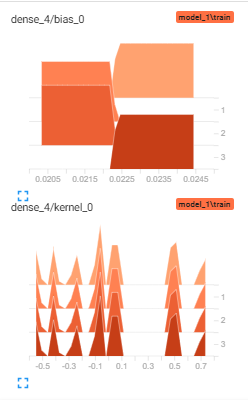 dense_4/bias_0
model_1\train
1
2
3
0.0205 0.0215 0.0225 0.0235 0.0245
dense_4/kernel_0
model_1\train
1
2
3
-0.5 -0.3 -0.1 0.1 0.3 0.5 0.7